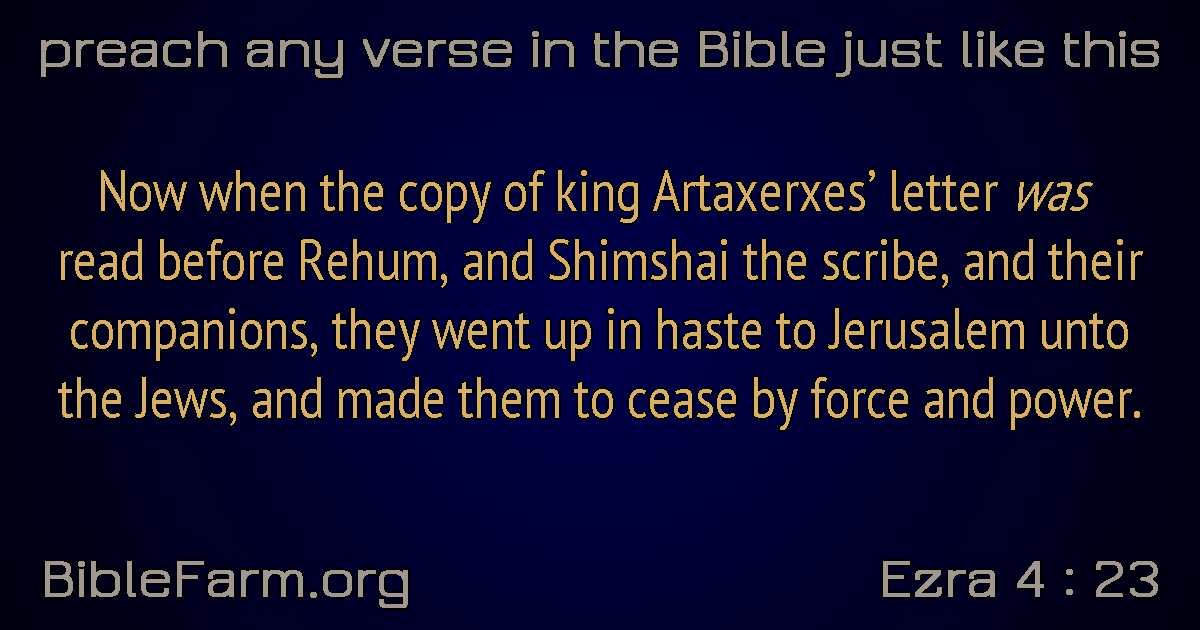 preach any verse in the Bible just like this
Now when the copy of king Artaxerxes’ letter was
read before Rehum, and Shimshai the scribe, and their
companions, they went up in haste to Jerusalem unto
the Jews, and made them to cease by force and power.
BibleFarm.org
Ezra 4 : 23